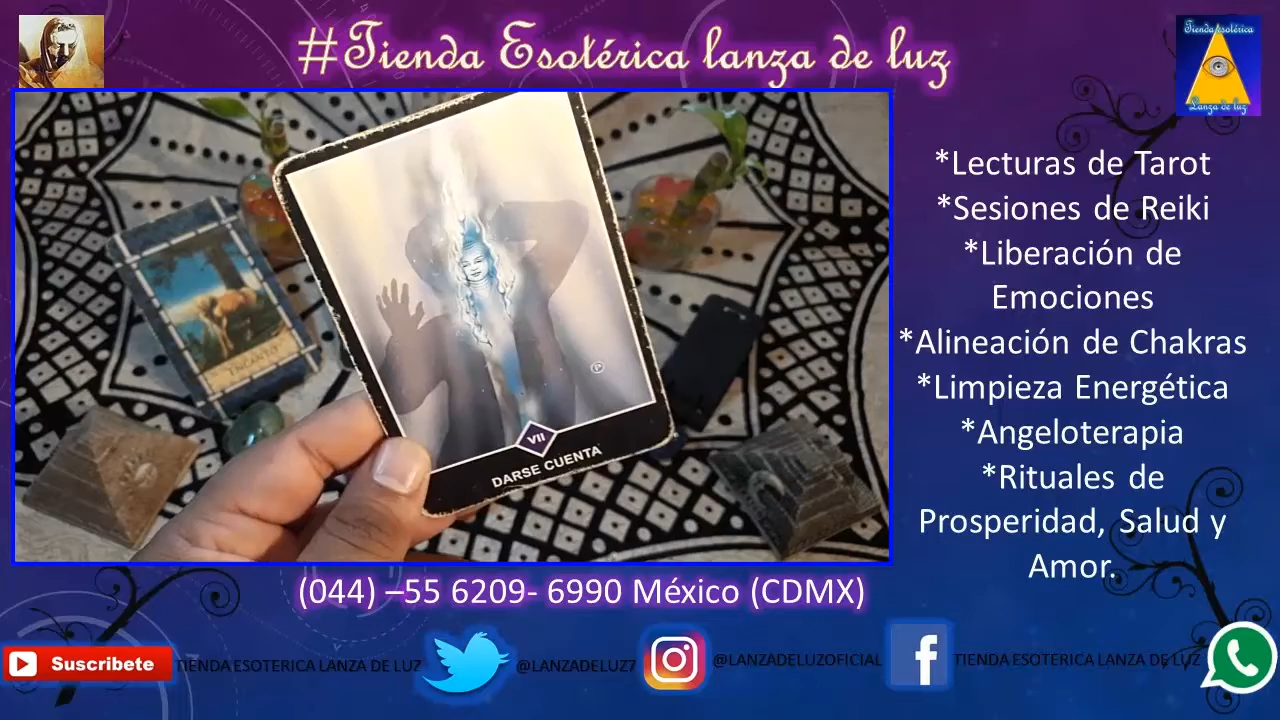 #Tienda Esotérica lanza de luz
Tienda Esotérica
Lanza de luz
*Lecturas de Tarot
*Sesiones de Reiki
*Liberación de
Emociones
*Alineación de Chakras
*Limpieza Energética
*Angeloterapia
*Rituales de
Prosperidad, Salud y
Amor.
ENCANTO
VII
DARSE CUENTA
(044) –55 6209- 6990 México (CDMX)
Suscribete
TIENDA ESOTERICA LANZA DE LUZ
@LANZADELUZ7
@LANZADELUZOFICIAL
TIENDA ESOTERICA LANZA DE LUZ